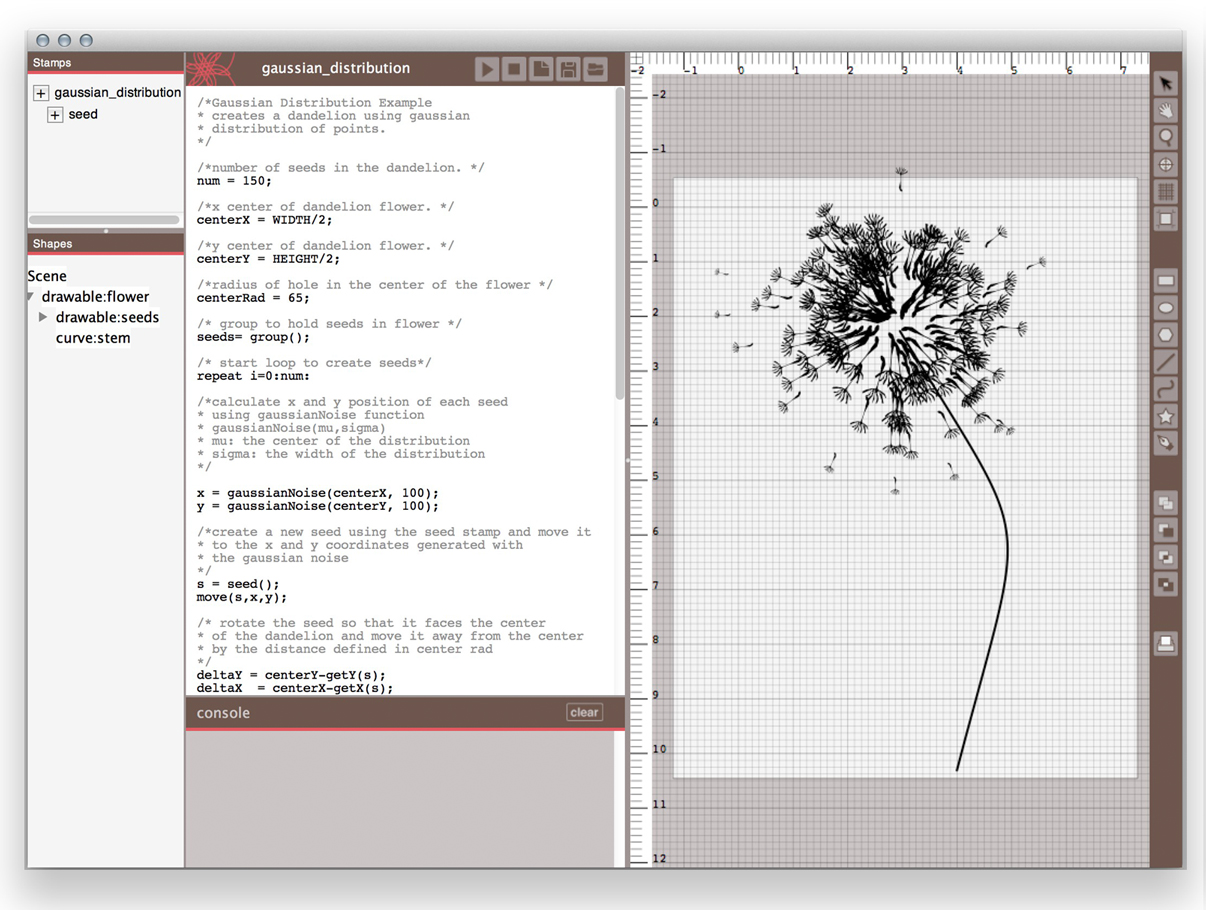 Stamps
gaussian_distribution
seed
Shapes
Scene
drawable:flower
drawable:seeds
curve:stem
gaussian_distribution
/*Gaussian Distribution Example
* creates a dandelion using gaussian
* distribution of points.
*/
/*number of seeds in the dandelion. */
num = 150;
/*x center of dandelion flower. */
centerX = WIDTH/2;
/*y center of dandelion flower. */
centerY = HEIGHT/2;
/*radius of hole in the center of the flower */
centerRad = 65;
/* group to hold seeds in flower */
seeds= group();
/* start loop to create seeds*/
repeat i=0:num:
/*calculate x and y position of each seed
* using gaussianNoise function
* gaussianNoise(mu,sigma)
* mu: the center of the distribution
* sigma: the width of the distribution
*/
x = gaussianNoise(centerX, 100);
y = gaussianNoise(centerY, 100);
/*create a new seed using the seed stamp and move it
* to the x and y coordinates generated with
* the gaussian noise
*/
s = seed();
move(s,x,y);
/* rotate the seed so that it faces the center
* of the dandelion and move it away from the center
* by the distance defined in center rad
*/
deltaY = centerY-getY(s);
deltaX  = centerX-getX(s);
console
clear
-2 -1 0 1 2 3 4 5 6 7
-2
-1
0
1
2
3
4
5
6
7
8
9
10
11
12